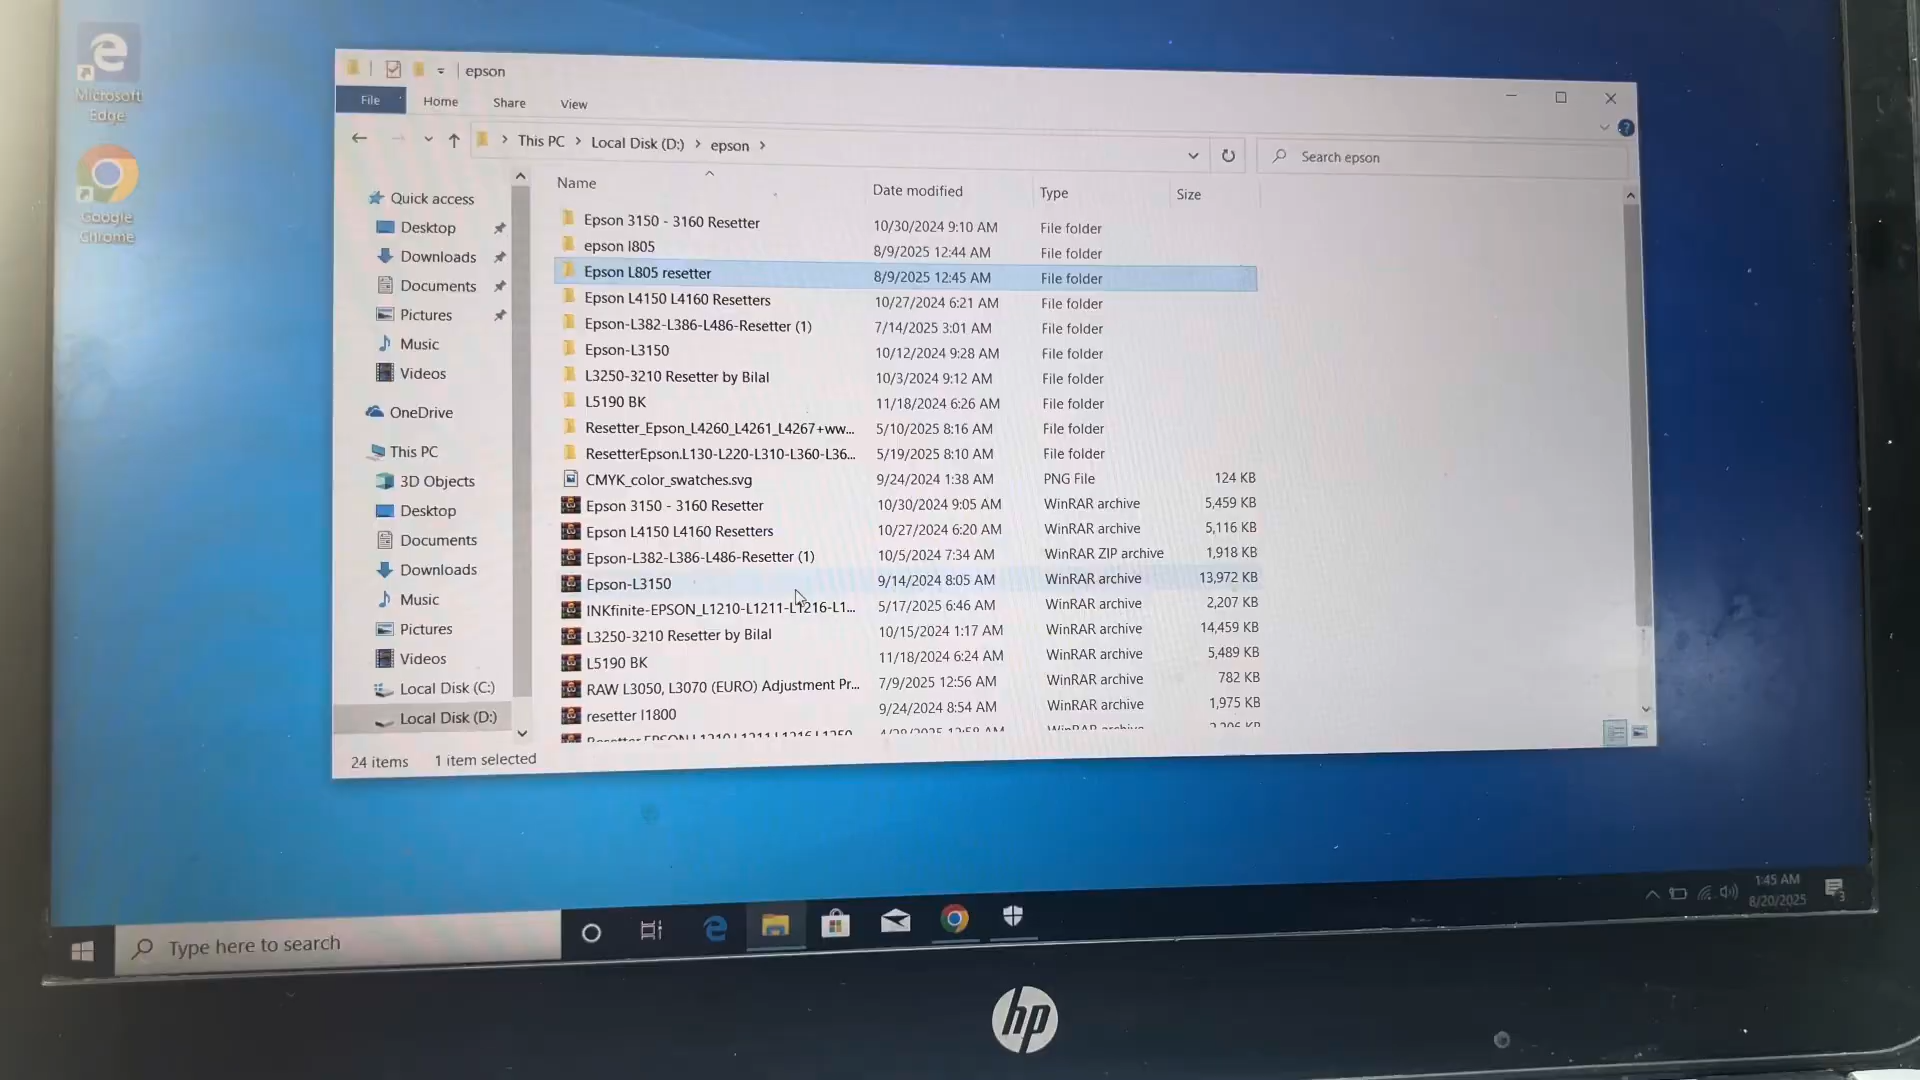 Microsoft
Edge
Google
Chrome
epson
File
Home
Share
View
This PC
Local Disk (D:)
epson
Search epson
Name
Date modified
Type
Size
Quick access
Desktop
Downloads
Documents
Pictures
Music
Videos
OneDrive
This PC
3D Objects
Desktop
Documents
Downloads
Music
Pictures
Videos
Local Disk (C:)
Local Disk (D:)
Epson 3150 - 3160 Resetter 10/30/2024 9:10 AM File folder
epson l805 8/9/2025 12:44 AM File folder
Epson L805 resetter 8/9/2025 12:45 AM File folder
Epson L4150 L4160 Resetters 10/27/2024 6:21 AM File folder
Epson-L382-L386-L486-Resetter (1) 7/14/2025 3:01 AM File folder
Epson-L3150 10/12/2024 9:28 AM File folder
L3250-3210 Resetter by Bilal 10/3/2024 9:12 AM File folder
L5190 BK 11/18/2024 6:26 AM File folder
Resetter_Epson_L4260_L4261_L4267+ww... 5/10/2025 8:16 AM File folder
ResetterEpson.L130-L220-L310-L360-L36... 5/19/2025 8:10 AM File folder
CMYK_color_swatches.svg 9/24/2024 1:38 AM PNG File 124 KB
Epson 3150 - 3160 Resetter 10/30/2024 9:05 AM WinRAR archive 5,459 KB
Epson L4150 L4160 Resetters 10/27/2024 6:20 AM WinRAR archive 5,116 KB
Epson-L382-L386-L486-Resetter (1) 10/5/2024 7:34 AM WinRAR ZIP archive 1,918 KB
Epson-L3150 9/14/2024 8:05 AM WinRAR archive 13,972 KB
INKfinite-EPSON_L1210-L1211-L1216-L1... 5/17/2025 6:46 AM WinRAR archive 2,207 KB
L3250-3210 Resetter by Bilal 10/15/2024 1:17 AM WinRAR archive 14,459 KB
L5190 BK 11/18/2024 6:24 AM WinRAR archive 5,489 KB
RAW L3050, L3070 (EURO) Adjustment Pr... 7/9/2025 12:56 AM WinRAR archive 782 KB
resetter l1800 9/24/2024 8:54 AM WinRAR archive 1,975 KB
24 items 1 item selected
Type here to search
1:45 AM
8/20/2025
3
hp